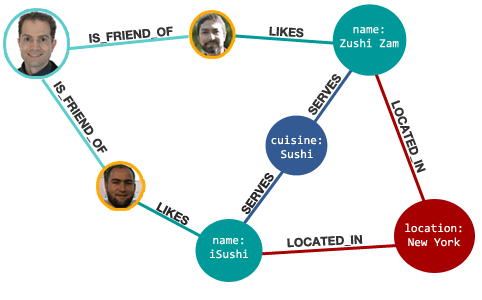 IS_FRIEND_OF
LIKES
name:
Zushi Zam
IS_FRIEND_OF
SERVES
LOCATED_IN
cuisine:
Sushi
LIKES
SERVES
name:
iSushi
LOCATED_IN
location:
New York